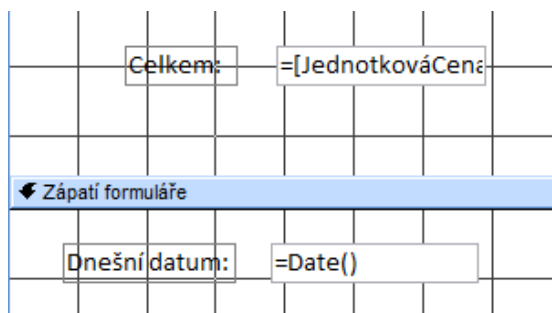 Celkem: =[JednotkováCena
Zápatí formuláře
Dnešní datum: =Date()